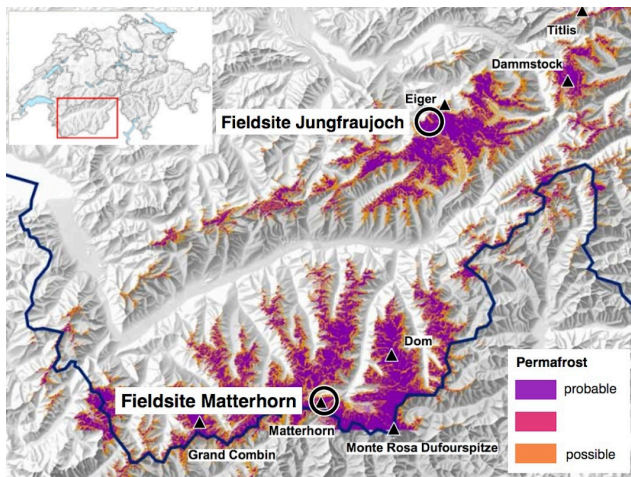 Titlis
Dammstock
Eiger
Fieldsite Jungfraujoch
Dom
Permafrost
probable
Fieldsite Matterhorn
Matterhorn
Monte Rosa Dufourspitze
possible
Grand Combin